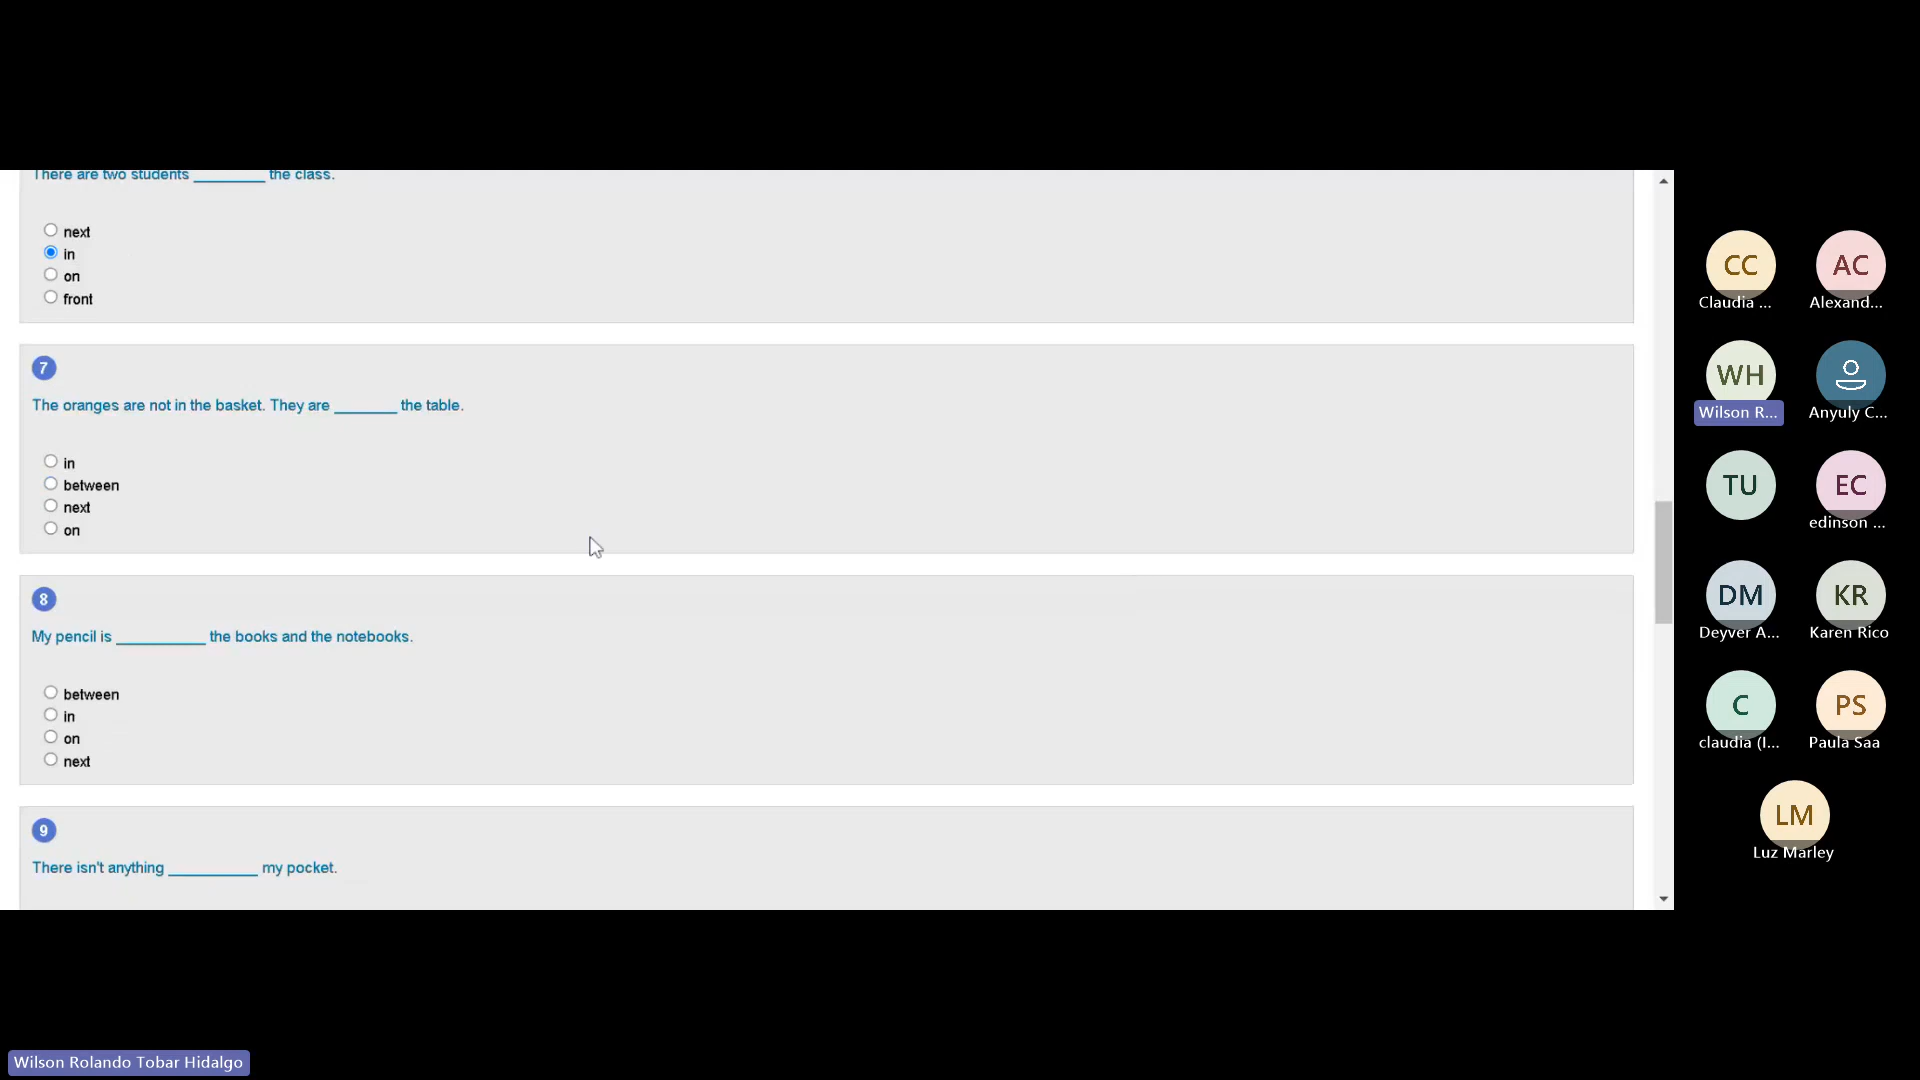 There are two students ________ the class.
next
in
on
front
7
The oranges are not in the basket. They are _______ the table.
in
between
next
on
8
My pencil is __________ the books and the notebooks.
between
in
on
next
9
There isn't anything __________ my pocket.
CC
Claudia ...
AC
Alexand...
WH
Wilson R...
Anyuly C...
TU
EC
edinson ...
DM
Deyver A...
KR
Karen Rico
C
claudia (I...
PS
Paula Saa
LM
Luz Marley
Wilson Rolando Tobar Hidalgo